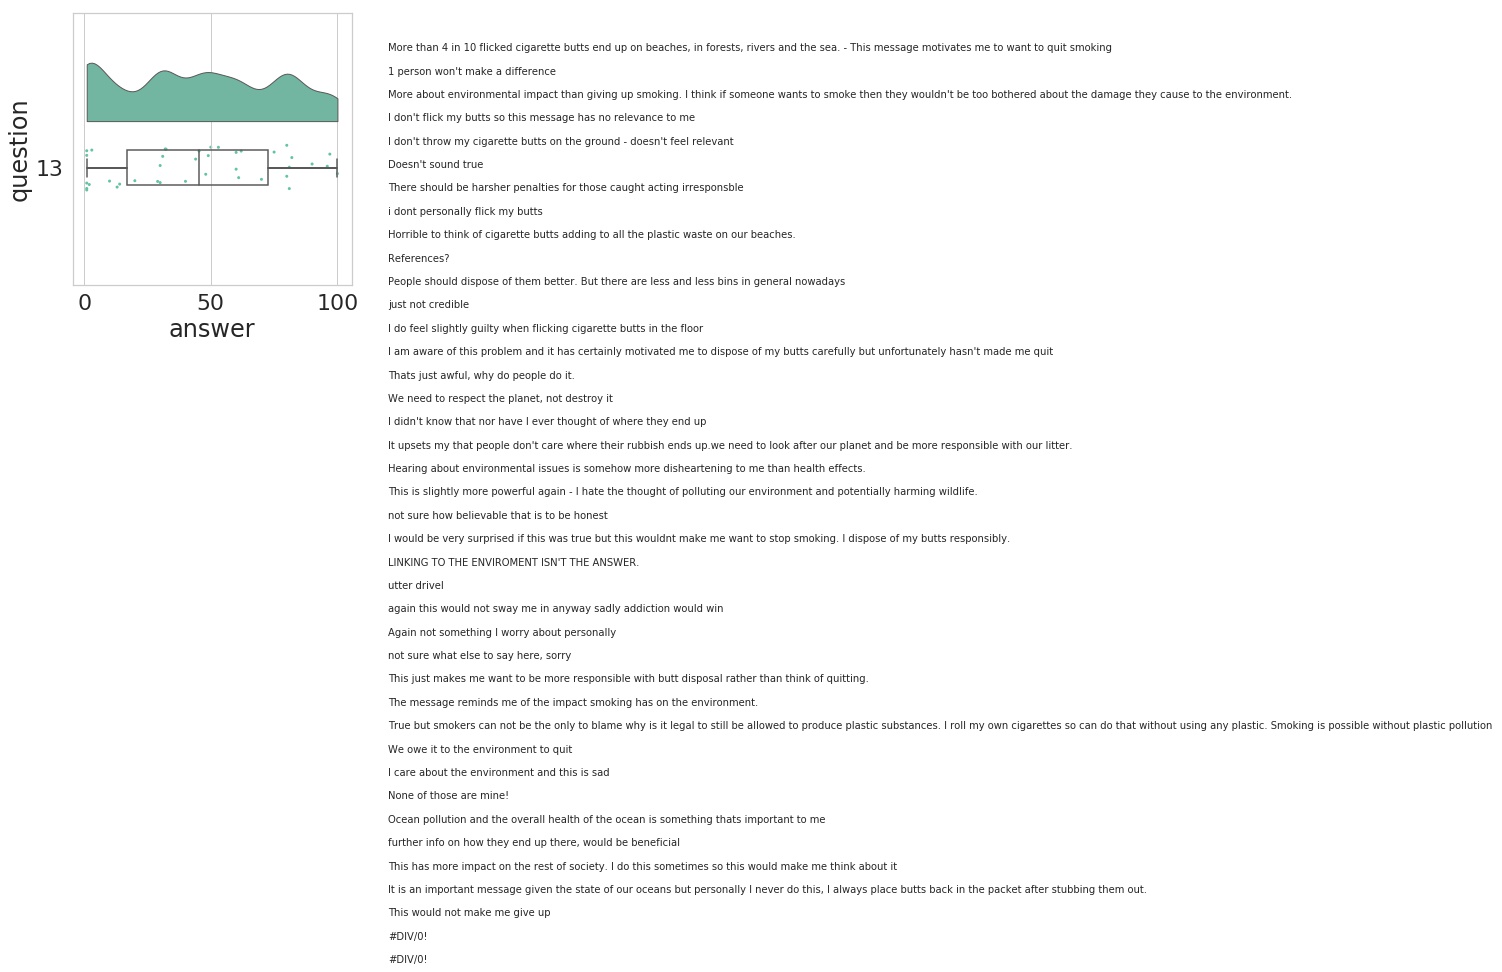 More than 4 in 10 flicked cigarette butts end up on beaches, in forests, rivers and the sea. - This message motivates me to want to quit smoking
1 person won't make a difference
More about environmental impact than giving up smoking. I think if someone wants to smoke then they wouldn't be too bothered about the damage they cause to the environment.
I don't flick my butts so this message has no relevance to me
I don't throw my cigarette butts on the ground - doesn't feel relevant
Doesn't sound true
There should be harsher penalties for those caught acting irresponsble
i dont personally flick my butts
Horrible to think of cigarette butts adding to all the plastic waste on our beaches.
References?
People should dispose of them better. But there are less and less bins in general nowadays
just not credible
I do feel slightly guilty when flicking cigarette butts in the floor
I am aware of this problem and it has certainly motivated me to dispose of my butts carefully but unfortunately hasn't made me quit
Thats just awful, why do people do it.
We need to respect the planet, not destroy it
I didn't know that nor have I ever thought of where they end up
It upsets my that people don't care where their rubbish ends up.we need to look after our planet and be more responsible with our litter.
Hearing about environmental issues is somehow more disheartening to me than health effects.
This is slightly more powerful again - I hate the thought of polluting our environment and potentially harming wildlife.
not sure how believable that is to be honest
I would be very surprised if this was true but this wouldnt make me want to stop smoking. I dispose of my butts responsibly.
LINKING TO THE ENVIROMENT ISN'T THE ANSWER.
utter drivel
again this would not sway me in anyway sadly addiction would win
Again not something I worry about personally
not sure what else to say here, sorry
This just makes me want to be more responsible with butt disposal rather than think of quitting.
The message reminds me of the impact smoking has on the environment.
True but smokers can not be the only to blame why is it legal to still be allowed to produce plastic substances. I roll my own cigarettes so can do that without using any plastic. Smoking is possible without plastic pollution
We owe it to the environment to quit
I care about the environment and this is sad
None of those are mine!
Ocean pollution and the overall health of the ocean is something thats important to me
further info on how they end up there, would be beneficial
This has more impact on the rest of society. I do this sometimes so this would make me think about it
It is an important message given the state of our oceans but personally I never do this, I always place butts back in the packet after stubbing them out.
This would not make me give up
#DIV/0!
#DIV/0!
question
13
0 50 100
answer